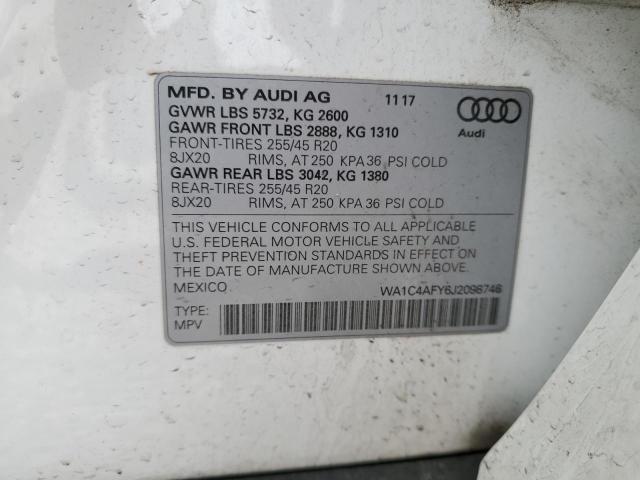 MFD. BY AUDI AG 11 17
GVWR LBS 5732, KG 2600
GAWR FRONT LBS 2888, KG 1310
FRONT-TIRES 255/45 R20
8JX20 RIMS, AT 250 KPA 36 PSI COLD
GAWR REAR LBS 3042, KG 1380
REAR-TIRES 255/45 R20
8JX20 RIMS, AT 250 KPA 36 PSI COLD
Audi
THIS VEHICLE CONFORMS TO ALL APPLICABLE
U.S. FEDERAL MOTOR VEHICLE SAFETY AND
THEFT PREVENTION STANDARDS IN EFFECT ON
THE DATE OF MANUFACTURE SHOWN ABOVE.
MEXICO WA1C4AFY6J2096746
TYPE:
MPV